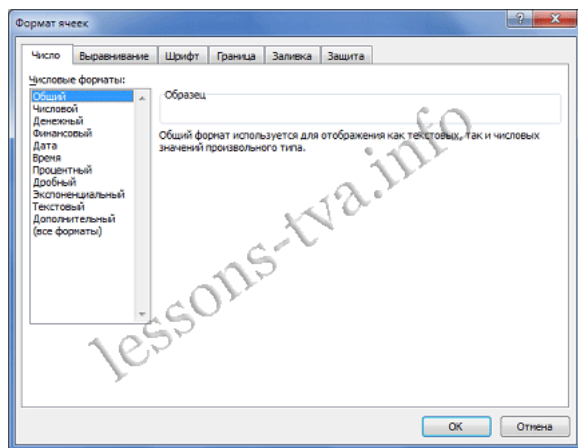 Формат ячеек
Число Выравнивание Шрифт Граница Заливка Защита
Числовые форматы:
Общий
Числовой
Денежный
Финансовый
Дата
Время
Процентный
Дробный
Экспоненциальный
Текстовый
Дополнительный
(все форматы)
Образец
Общий формат используется для отображения как текстовых, так и числовых
значений произвольного типа.
lessons-tva.info
ОК Отмена